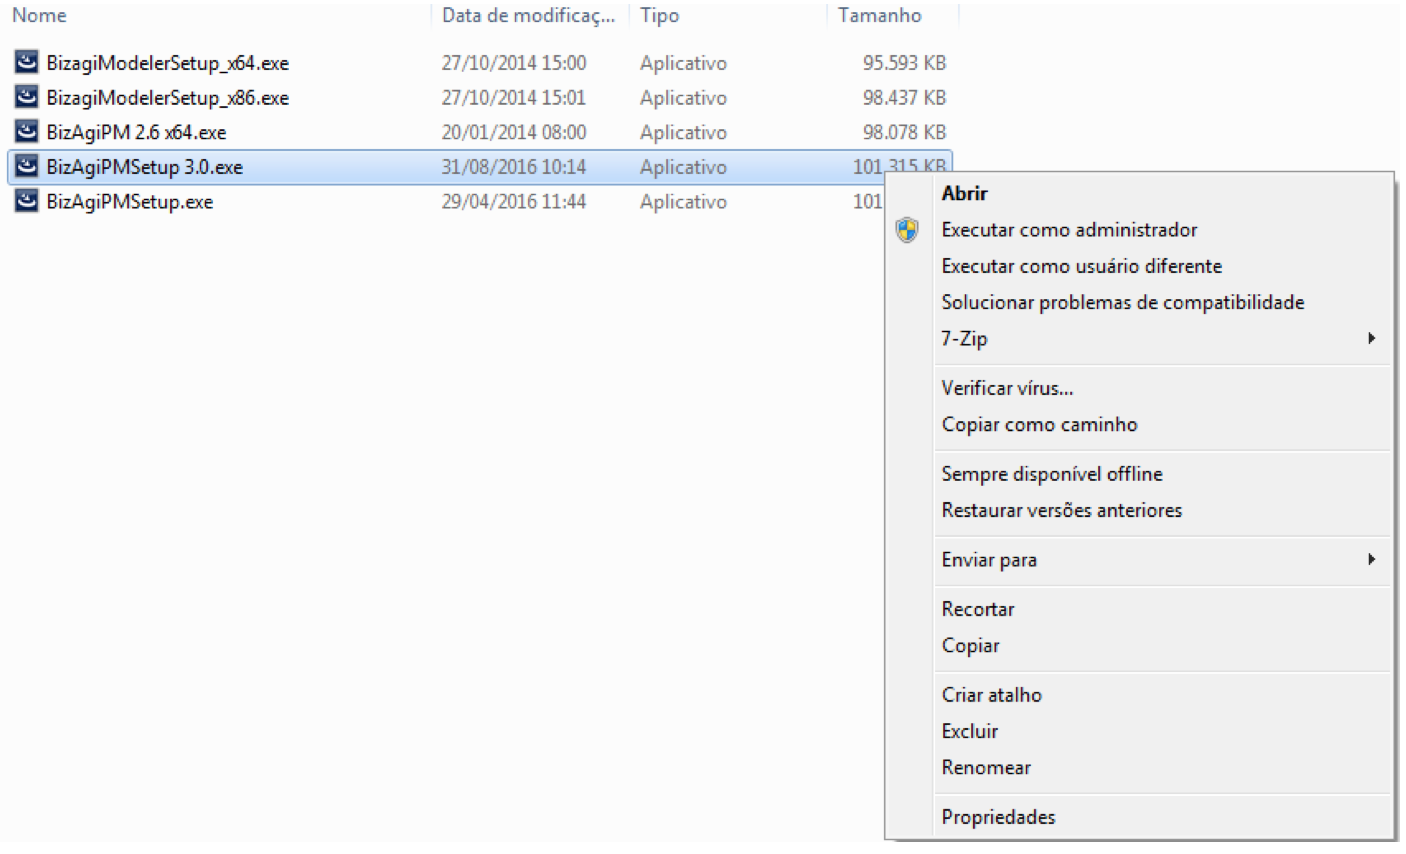 Nome Data de modificaç... Tipo Tamanho
BizagiModelerSetup_x64.exe 27/10/2014 15:00 Aplicativo 95.593 KB
BizagiModelerSetup_x86.exe 27/10/2014 15:01 Aplicativo 98.437 KB
BizAgiPM 2.6 x64.exe 20/01/2014 08:00 Aplicativo 98.078 KB
BizAgiPMSetup 3.0.exe 31/08/2016 10:14 Aplicativo 101.315 KB
BizAgiPMSetup.exe 29/04/2016 11:44 Aplicativo 101
Abrir
Executar como administrador
Executar como usuário diferente
Solucionar problemas de compatibilidade
7-Zip
Verificar vírus...
Copiar como caminho
Sempre disponível offline
Restaurar versões anteriores
Enviar para
Recortar
Copiar
Criar atalho
Excluir
Renomear
Propriedades